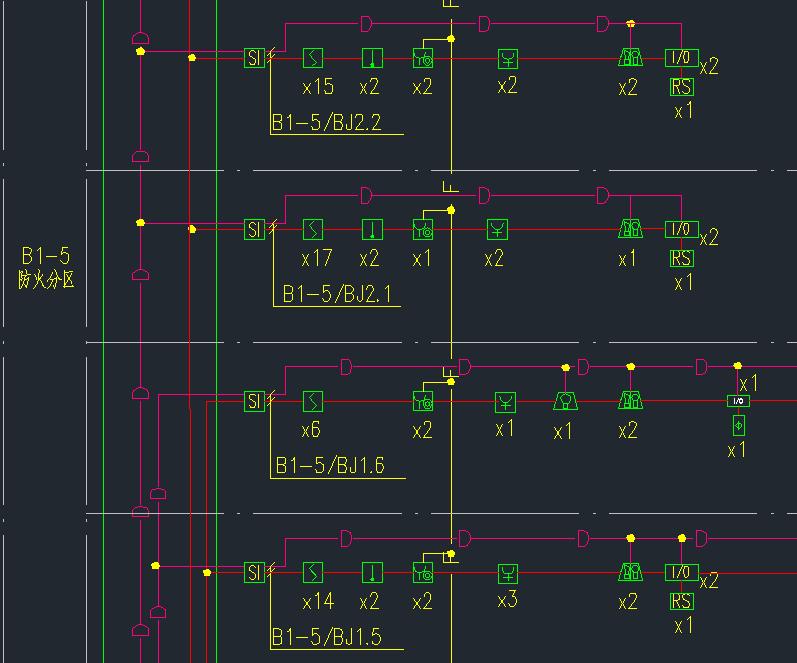 F
D D D
SI I/O x2
x15 x2 x2 x2 x2 RS
x1
B1-5/BJ2.2
F
D D D
SI I/O x2
B1-5
防火分区
x17 x2 x1 x2 x1 RS
x1
B1-5/BJ2.1
F
D D D D
x1
SI I/O
x6 x2 x1 x1 x2
x1
B1-5/BJ1.6
F
D D D D
SI I/O x2
x14 x2 x2 x3 x2 RS
x1
B1-5/BJ1.5